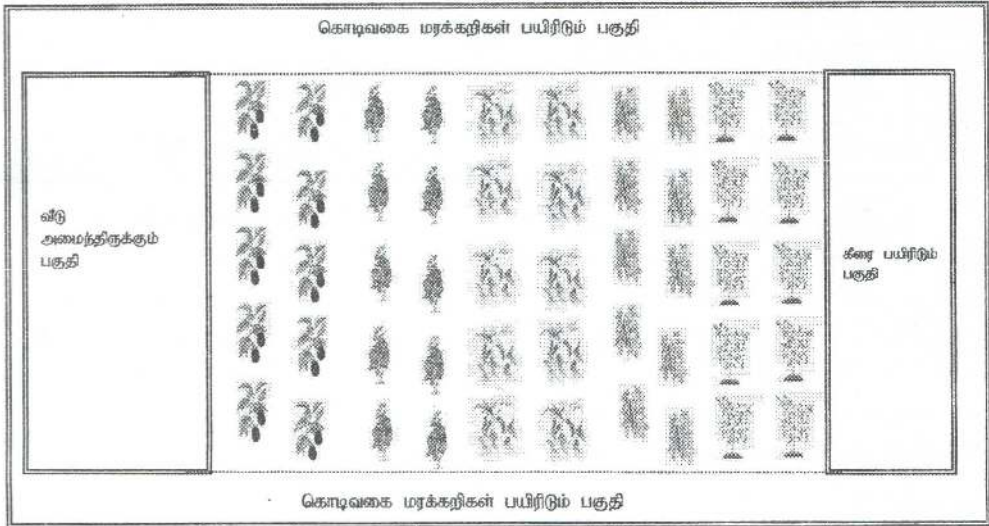 கொடிவகை மரக்கறிகள் பயிரிடும் பகுதி
வீடு
அமைந்திருக்கும்
பகுதி
கீரை பயிரிடும்
பகுதி
கொடிவகை மரக்கறிகள் பயிரிடும் பகுதி